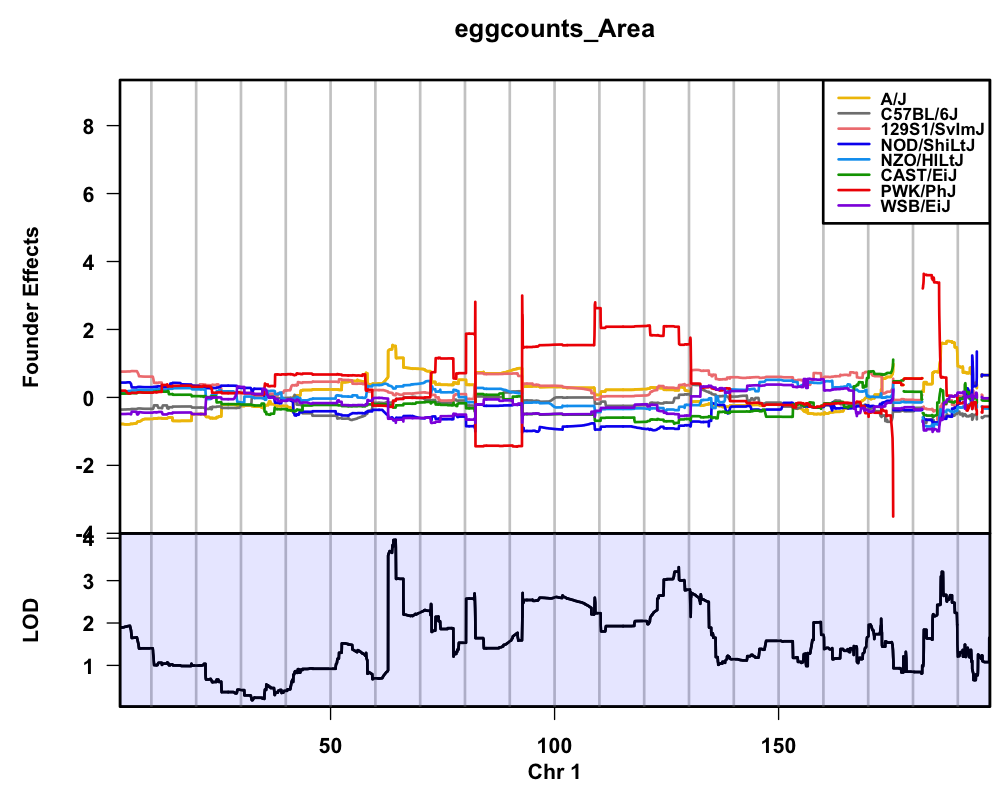 eggcounts_Area
A/J
C57BL/6J
129S1/SvImJ
NOD/ShiLtJ
NZO/HlLtJ
CAST/EiJ
PWK/PhJ
WSB/EiJ
Founder Effects
8
6
4
2
0
-2
-4
LOD
4
3
2
1
50 100 150
Chr 1